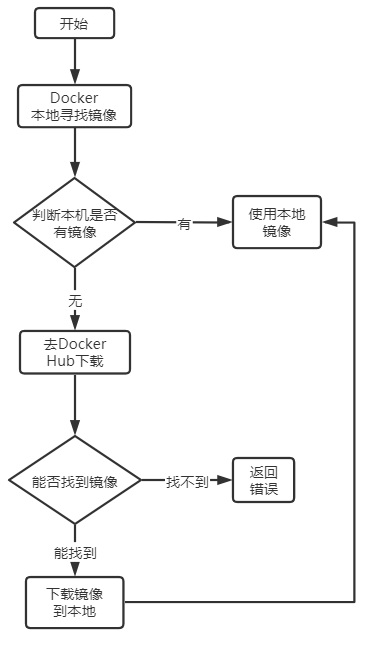 开始
Docker
本地寻找镜像
判断本机是否
有镜像
有
使用本地
镜像
无
去Docker
Hub下载
能否找到镜像
找不到
返回
错误
能找到
下载镜像
到本地